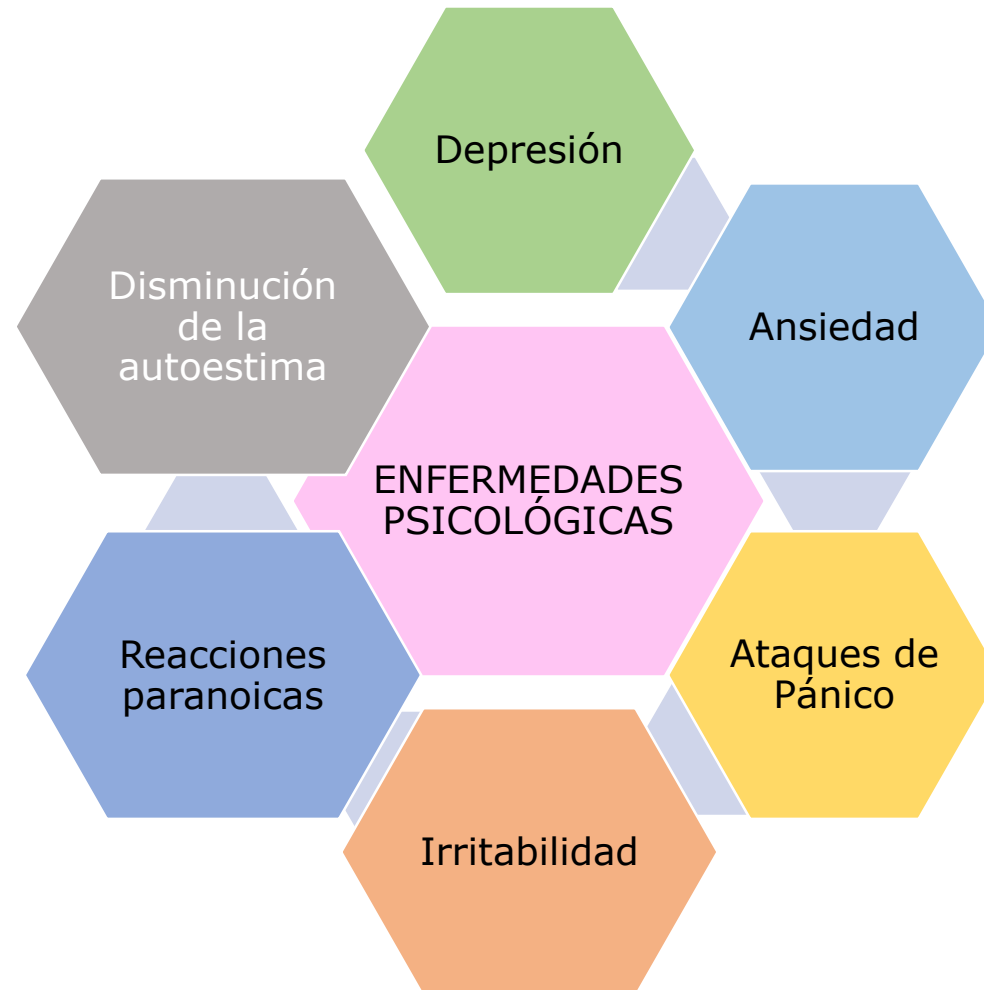 Depresión
Ansiedad
Ataques de
Pánico
Irritabilidad
Reacciones
paranoicas
Disminución
de la
autoestima
ENFERMEDADES
PSICOLÓGICAS